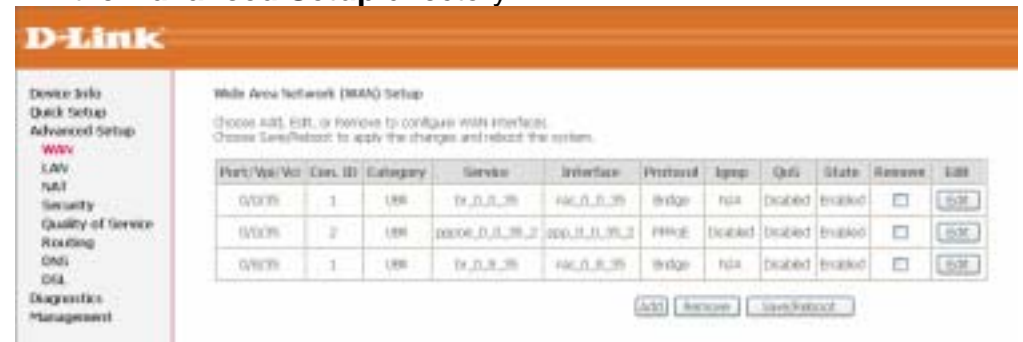 the Advanced Setup directory
D-Link
Device Info
Quick Setup
Advanced Setup
WAN
LAN
NAT
Security
Quality of Service
Routing
DNS
DSL
Diagnostics
Management
Wide Area Network (WAN) Setup
Choose Add, Edit, or Remove to configure WAN interfaces.
Choose Save/Reboot to apply the changes and reboot the system.
Port/Vpi/Vci Con. ID Category Service Interface Protocol Igmp QoS State Remove Edit
0/0/35 1 UBR br_0_0_35 nas_0_0_35 Bridge N/A Disabled Enabled Edit
0/0/35 2 UBR pppoe_0_0_35_2 ppp_0_0_35_2 PPPoE Disabled Disabled Enabled Edit
0/8/35 1 UBR br_0_8_35 nas_0_8_35 Bridge N/A Disabled Enabled Edit
Add Remove Save/Reboot